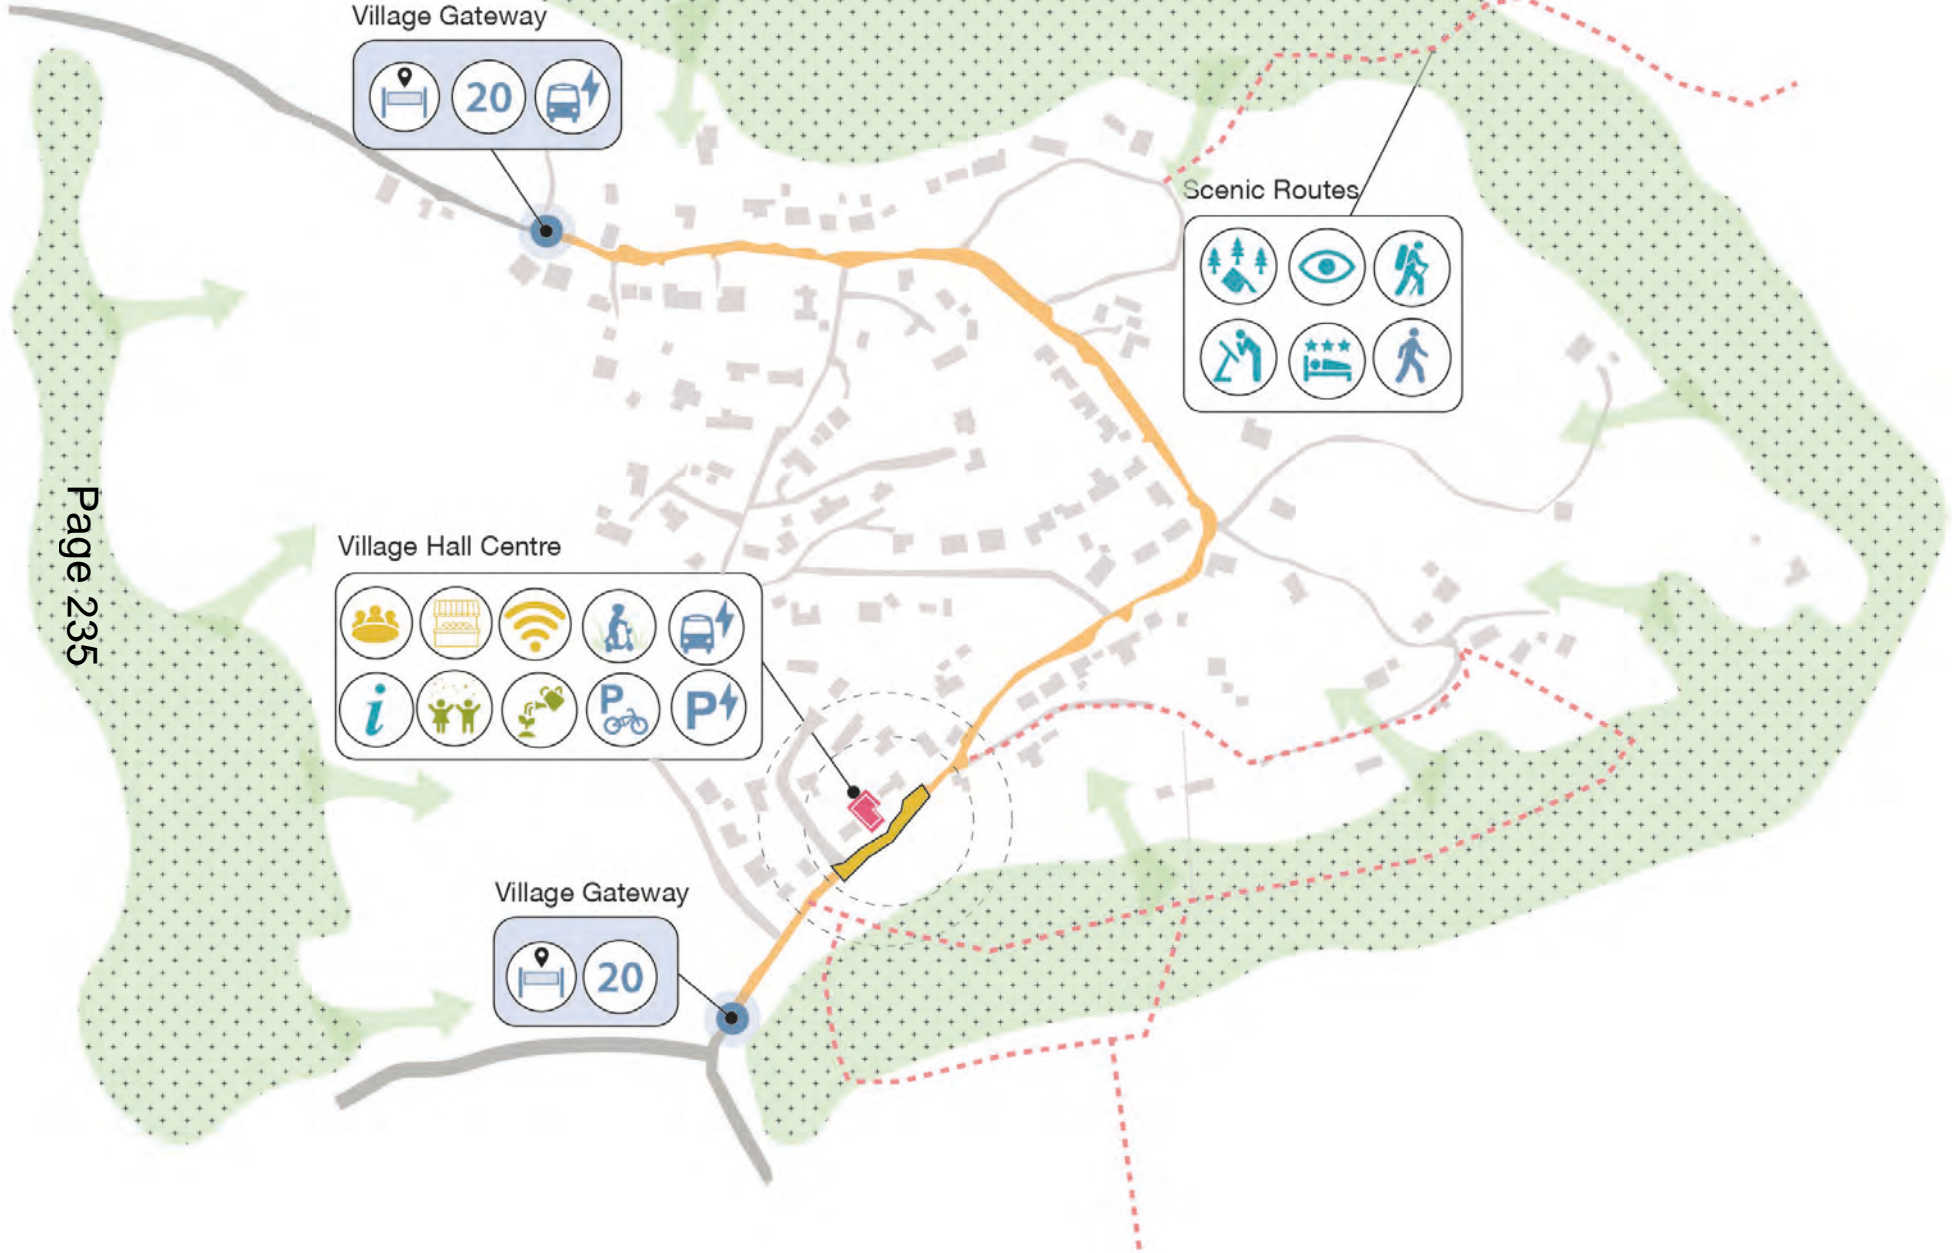 Village Gateway
20
Scenic Routes
Page 235
Village Hall Centre
i
P
P
Village Gateway
20